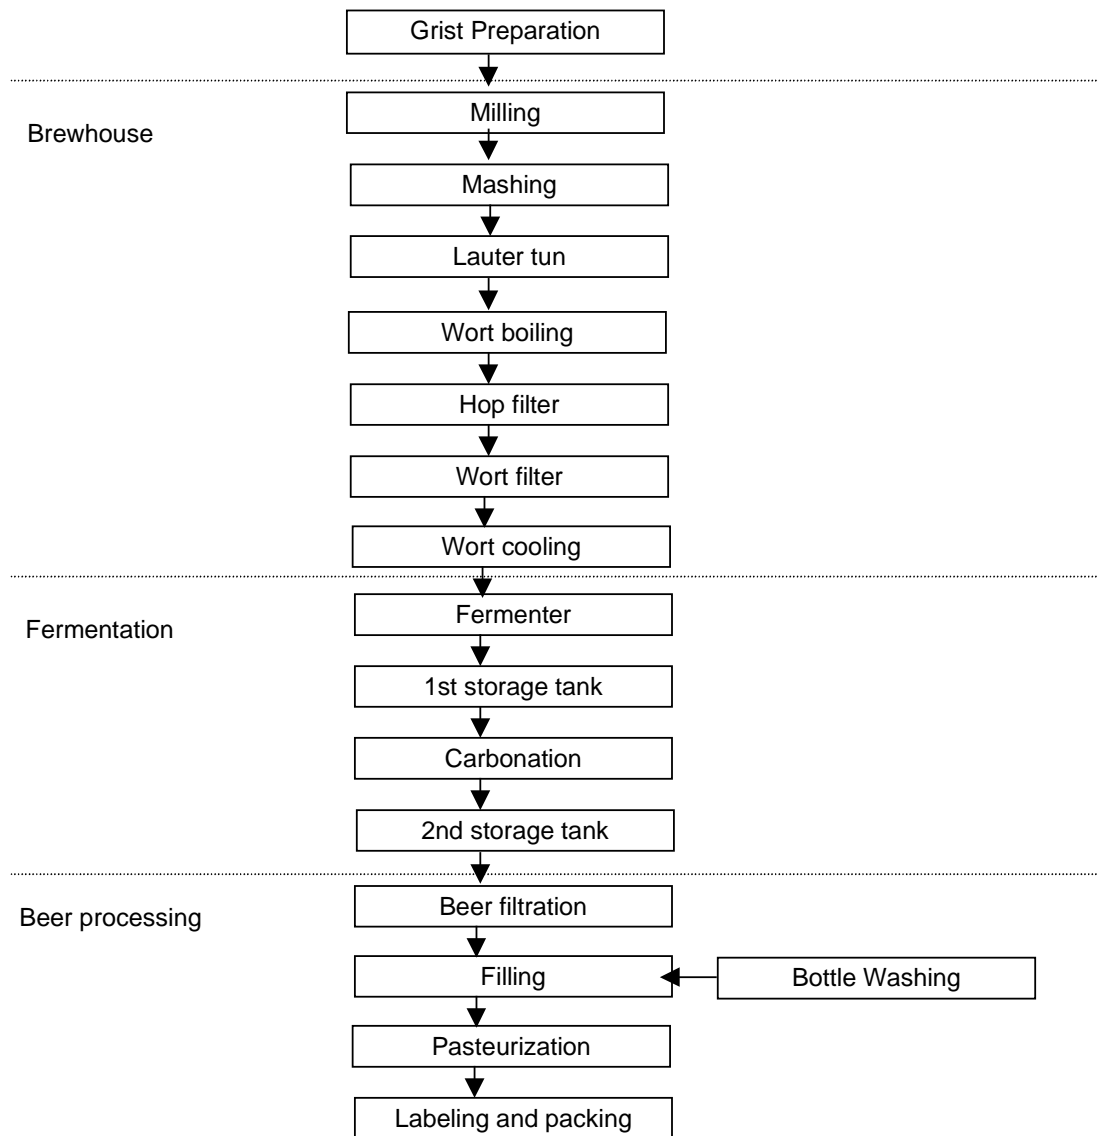 Grist Preparation
Brewhouse
Milling
Mashing
Lauter tun
Wort boiling
Hop filter
Wort filter
Wort cooling
Fermentation
Fermenter
1st storage tank
Carbonation
2nd storage tank
Beer processing
Beer filtration
Filling
Bottle Washing
Pasteurization
Labeling and packing